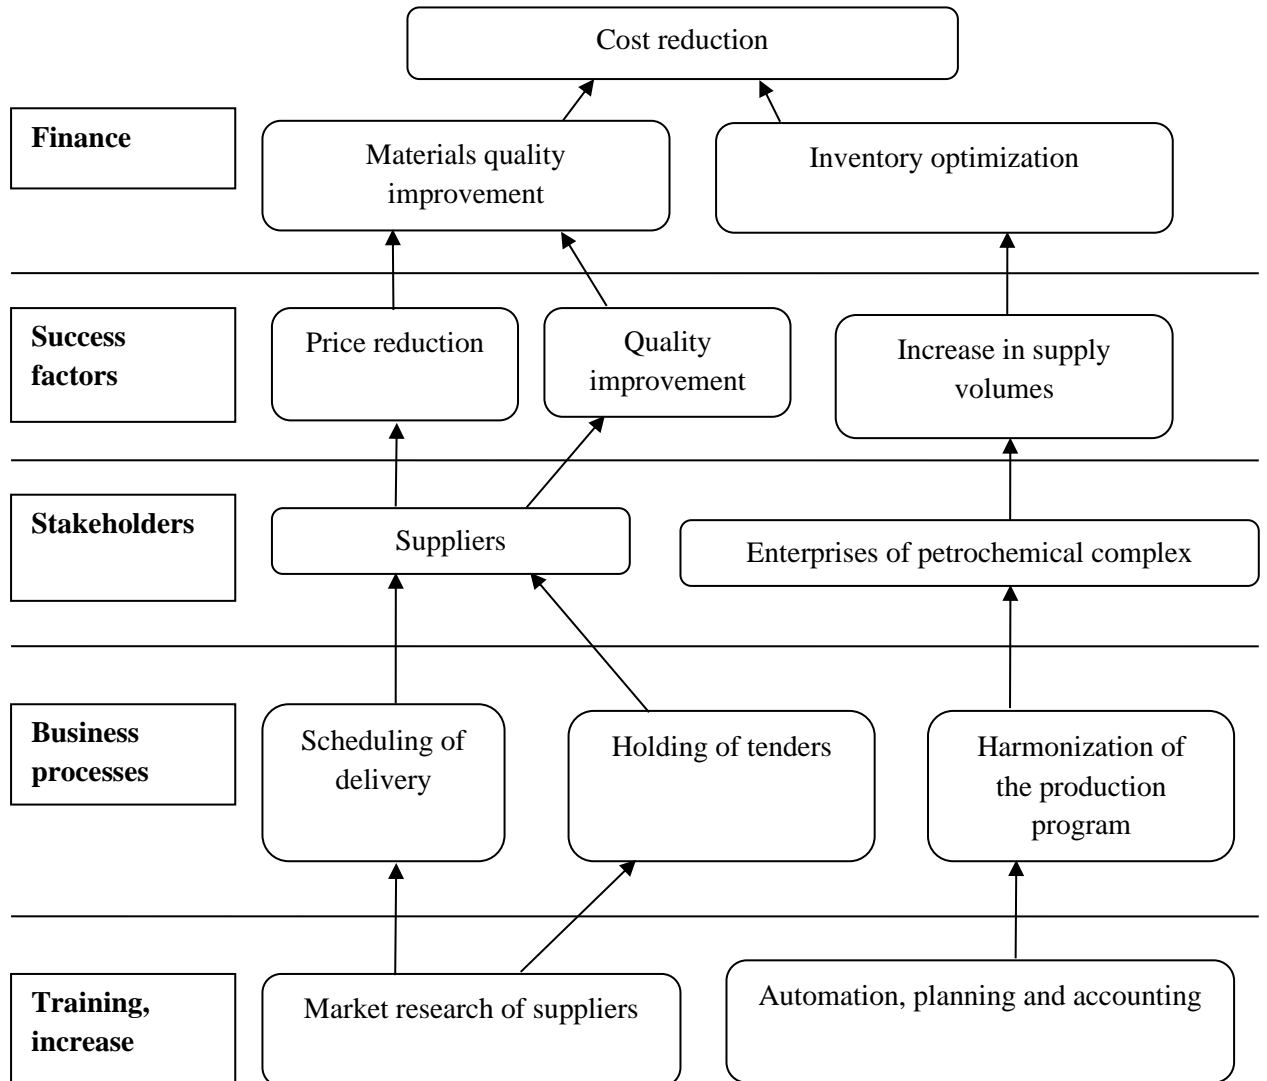 Cost reduction
Finance
Materials quality
improvement
Inventory optimization
Success
factors
Price reduction
Quality
improvement
Increase in supply
volumes
Stakeholders
Suppliers
Enterprises of petrochemical complex
Business
processes
Scheduling of
delivery
Holding of tenders
Harmonization of
the production
program
Training,
increase
Market research of suppliers
Automation, planning and accounting